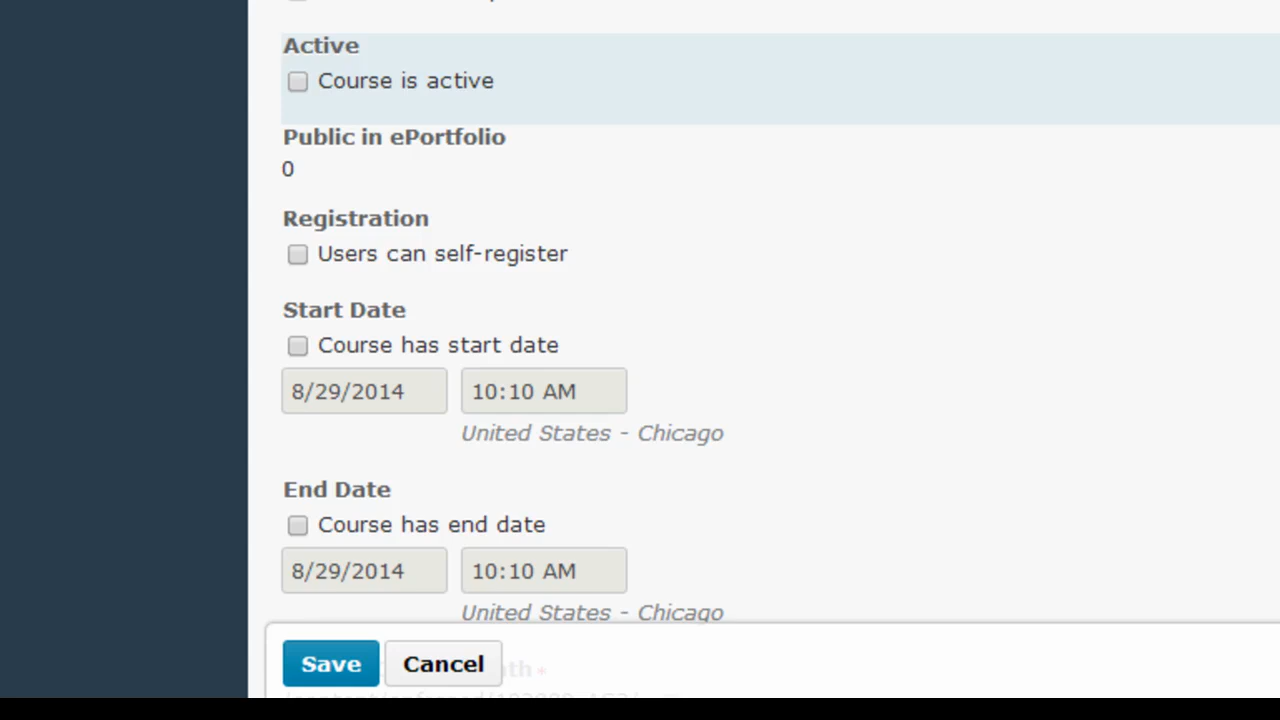 Active
Course is active
Public in ePortfolio
0
Registration
Users can self-register
Start Date
Course has start date
8/29/2014 10:10 AM
United States - Chicago
End Date
Course has end date
8/29/2014 10:10 AM
United States - Chicago
Save Cancel